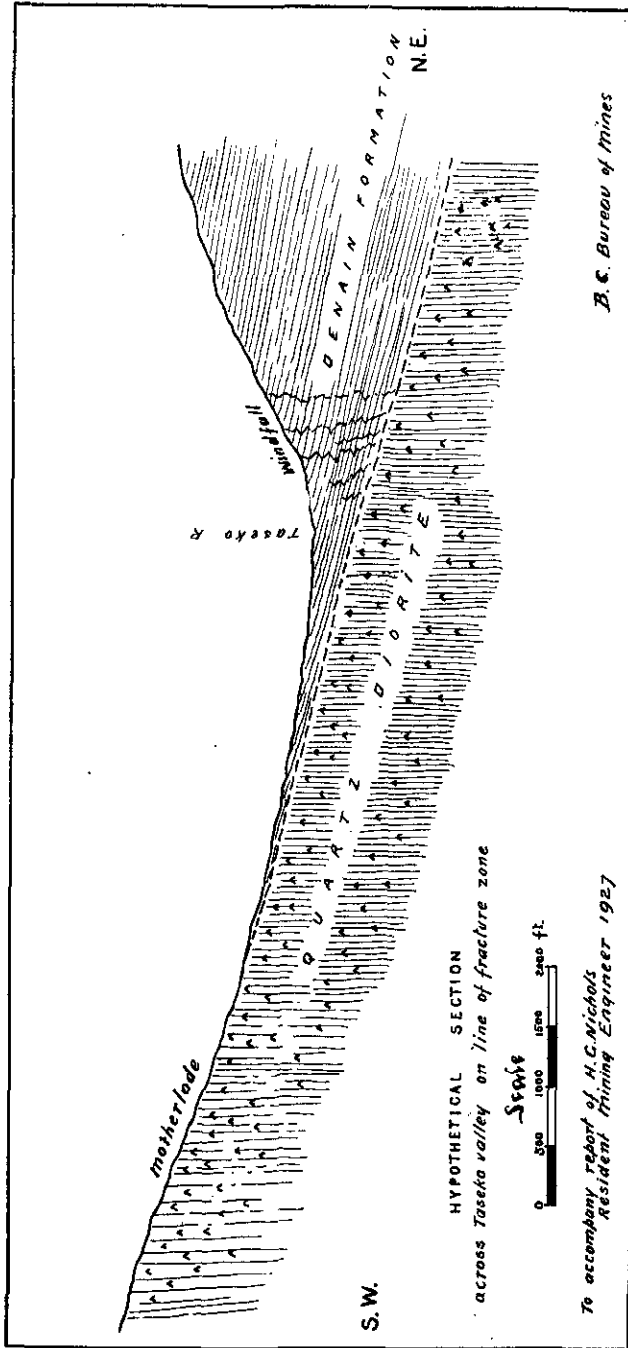 motherlode
Windfall
Taseko R
DENAIN FORMATION
N.E.
QUARTZ DIORITE
S.W.
HYPOTHETICAL SECTION
across Taseko valley on line of fracture zone
Scale
0 500 1000 1500 2000 ft.
To accompany report of H.G. Nichols
Resident Mining Engineer 1927
B.C. Bureau of Mines